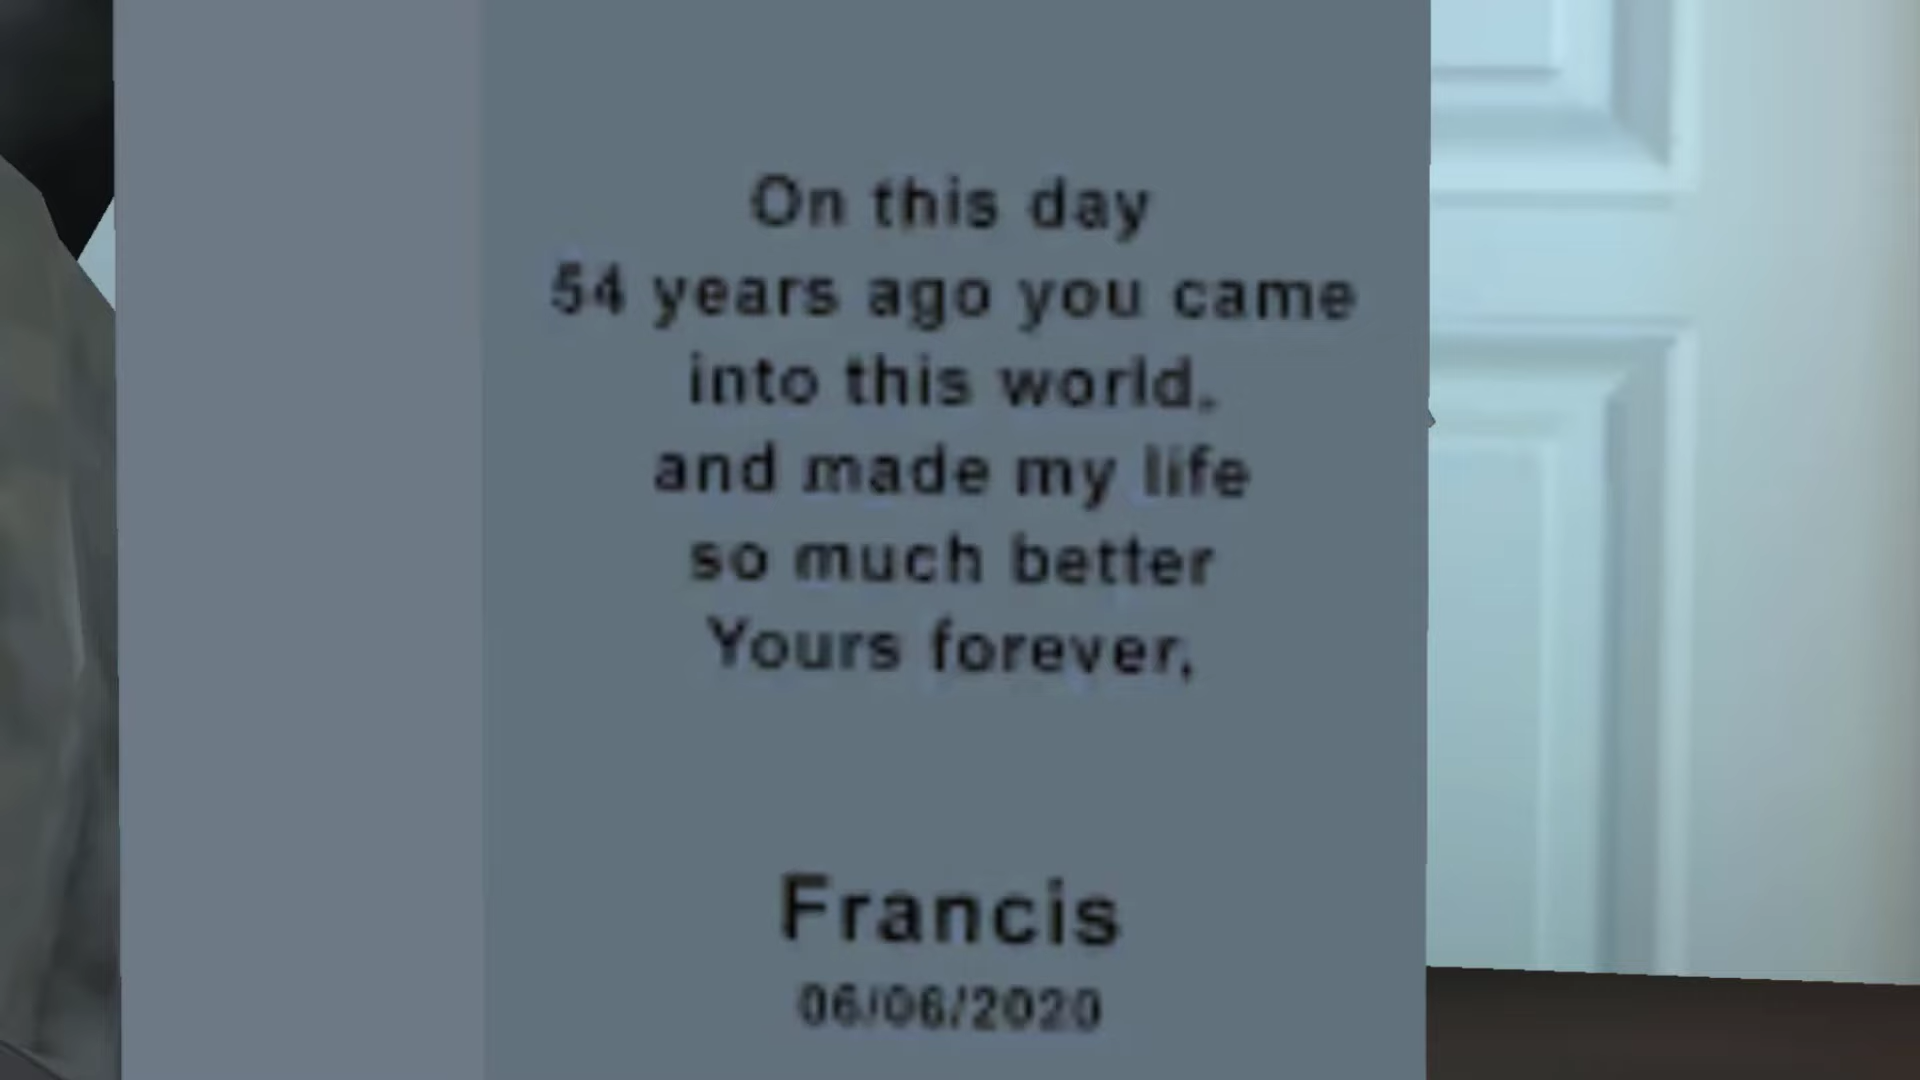 On this day
54 years ago you came
into this world.
and made my life
so much better
Yours forever,
Francis
06/06/2020